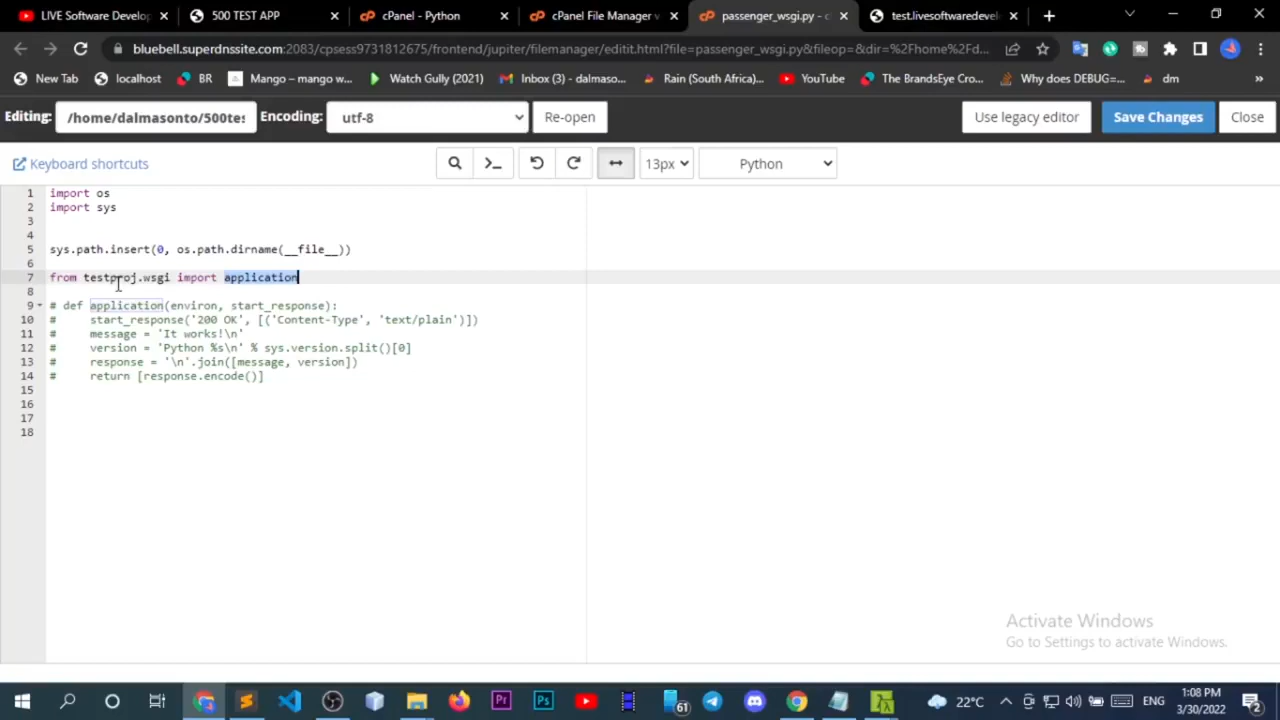 LIVE Software Develop
500 TEST APP
cPanel - Python
cPanel File Manager v
passenger_wsgi.py - c
test.livesoftwaredevel
bluebell.superdnssite.com:2083/cpsess9731812675/frontend/jupiter/filemanager/editit.html?file=passenger_wsgi.py&fileop=&dir=%2Fhome%2Fd...
New Tab
localhost
BR
Mango – mango w...
Watch Gully (2021)
Inbox (3) - dalmaso...
Rain (South Africa)...
YouTube
The BrandsEye Cro...
Why does DEBUG=...
dm
»
Editing: /home/dalmasonto/500tes Encoding: utf-8 Re-open Use legacy editor Save Changes Close
Keyboard shortcuts 13px Python
1 import os
2 import sys
3
4
5 sys.path.insert(0, os.path.dirname(__file__))
6
7 from testproj.wsgi import application
8
9 # def application(environ, start_response):
10 #     start_response('200 OK', [('Content-Type', 'text/plain')])
11 #     message = 'It works!\n'
12 #     version = 'Python %s\n' % sys.version.split()[0]
13 #     response = '\n'.join([message, version])
14 #     return [response.encode()]
15
16
17
18
Activate Windows
Go to Settings to activate Windows.
Pr
Ps
61
22°C
ENG
1:08 PM
3/30/2022
2